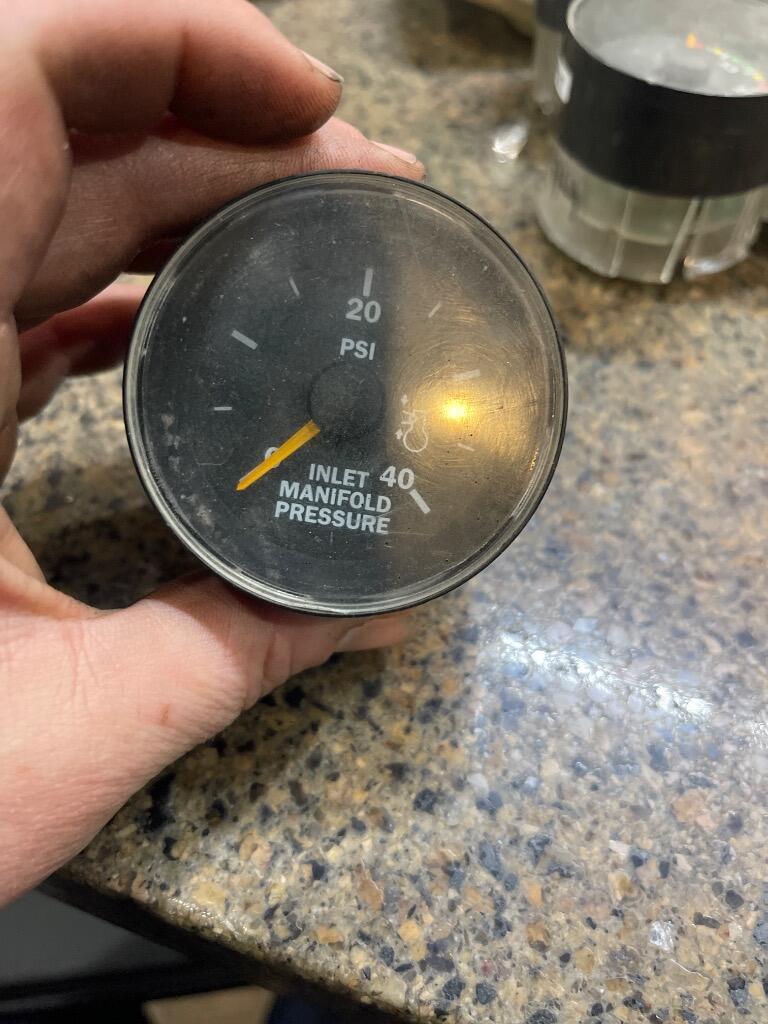 20
PSI
INLET 40
MANIFOLD
PRESSURE